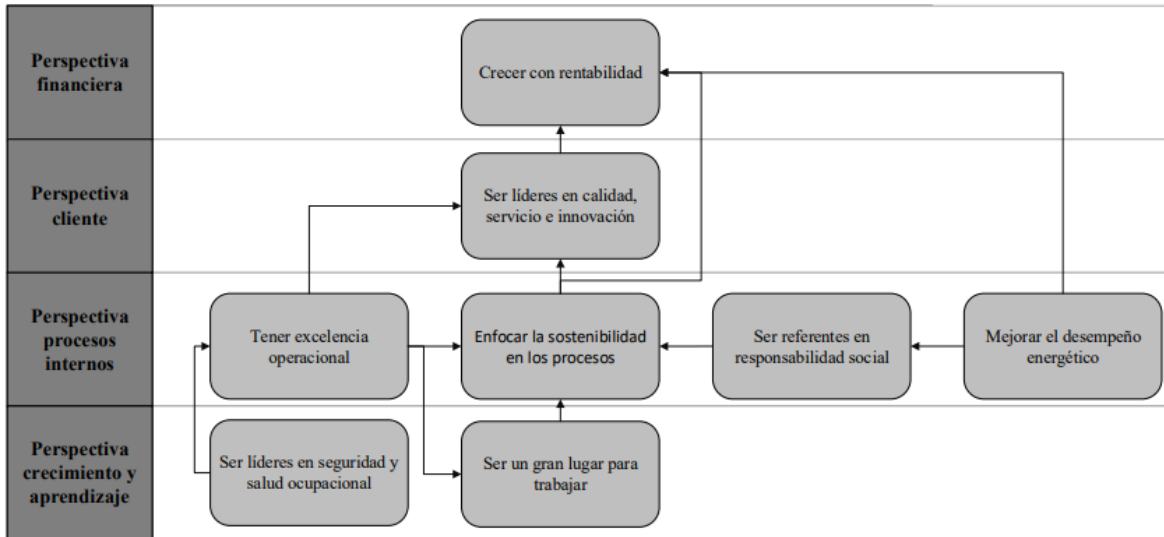 Perspectiva
financiera
Crecer con rentabilidad
Perspectiva
cliente
Ser líderes en calidad,
servicio e innovación
Perspectiva
procesos
internos
Tener excelencia
operacional
Enfocar la sostenibilidad
en los procesos
Ser referentes en
responsabilidad social
Mejorar el desempeño
energético
Perspectiva
crecimiento y
aprendizaje
Ser líderes en seguridad y
salud ocupacional
Ser un gran lugar para
trabajar